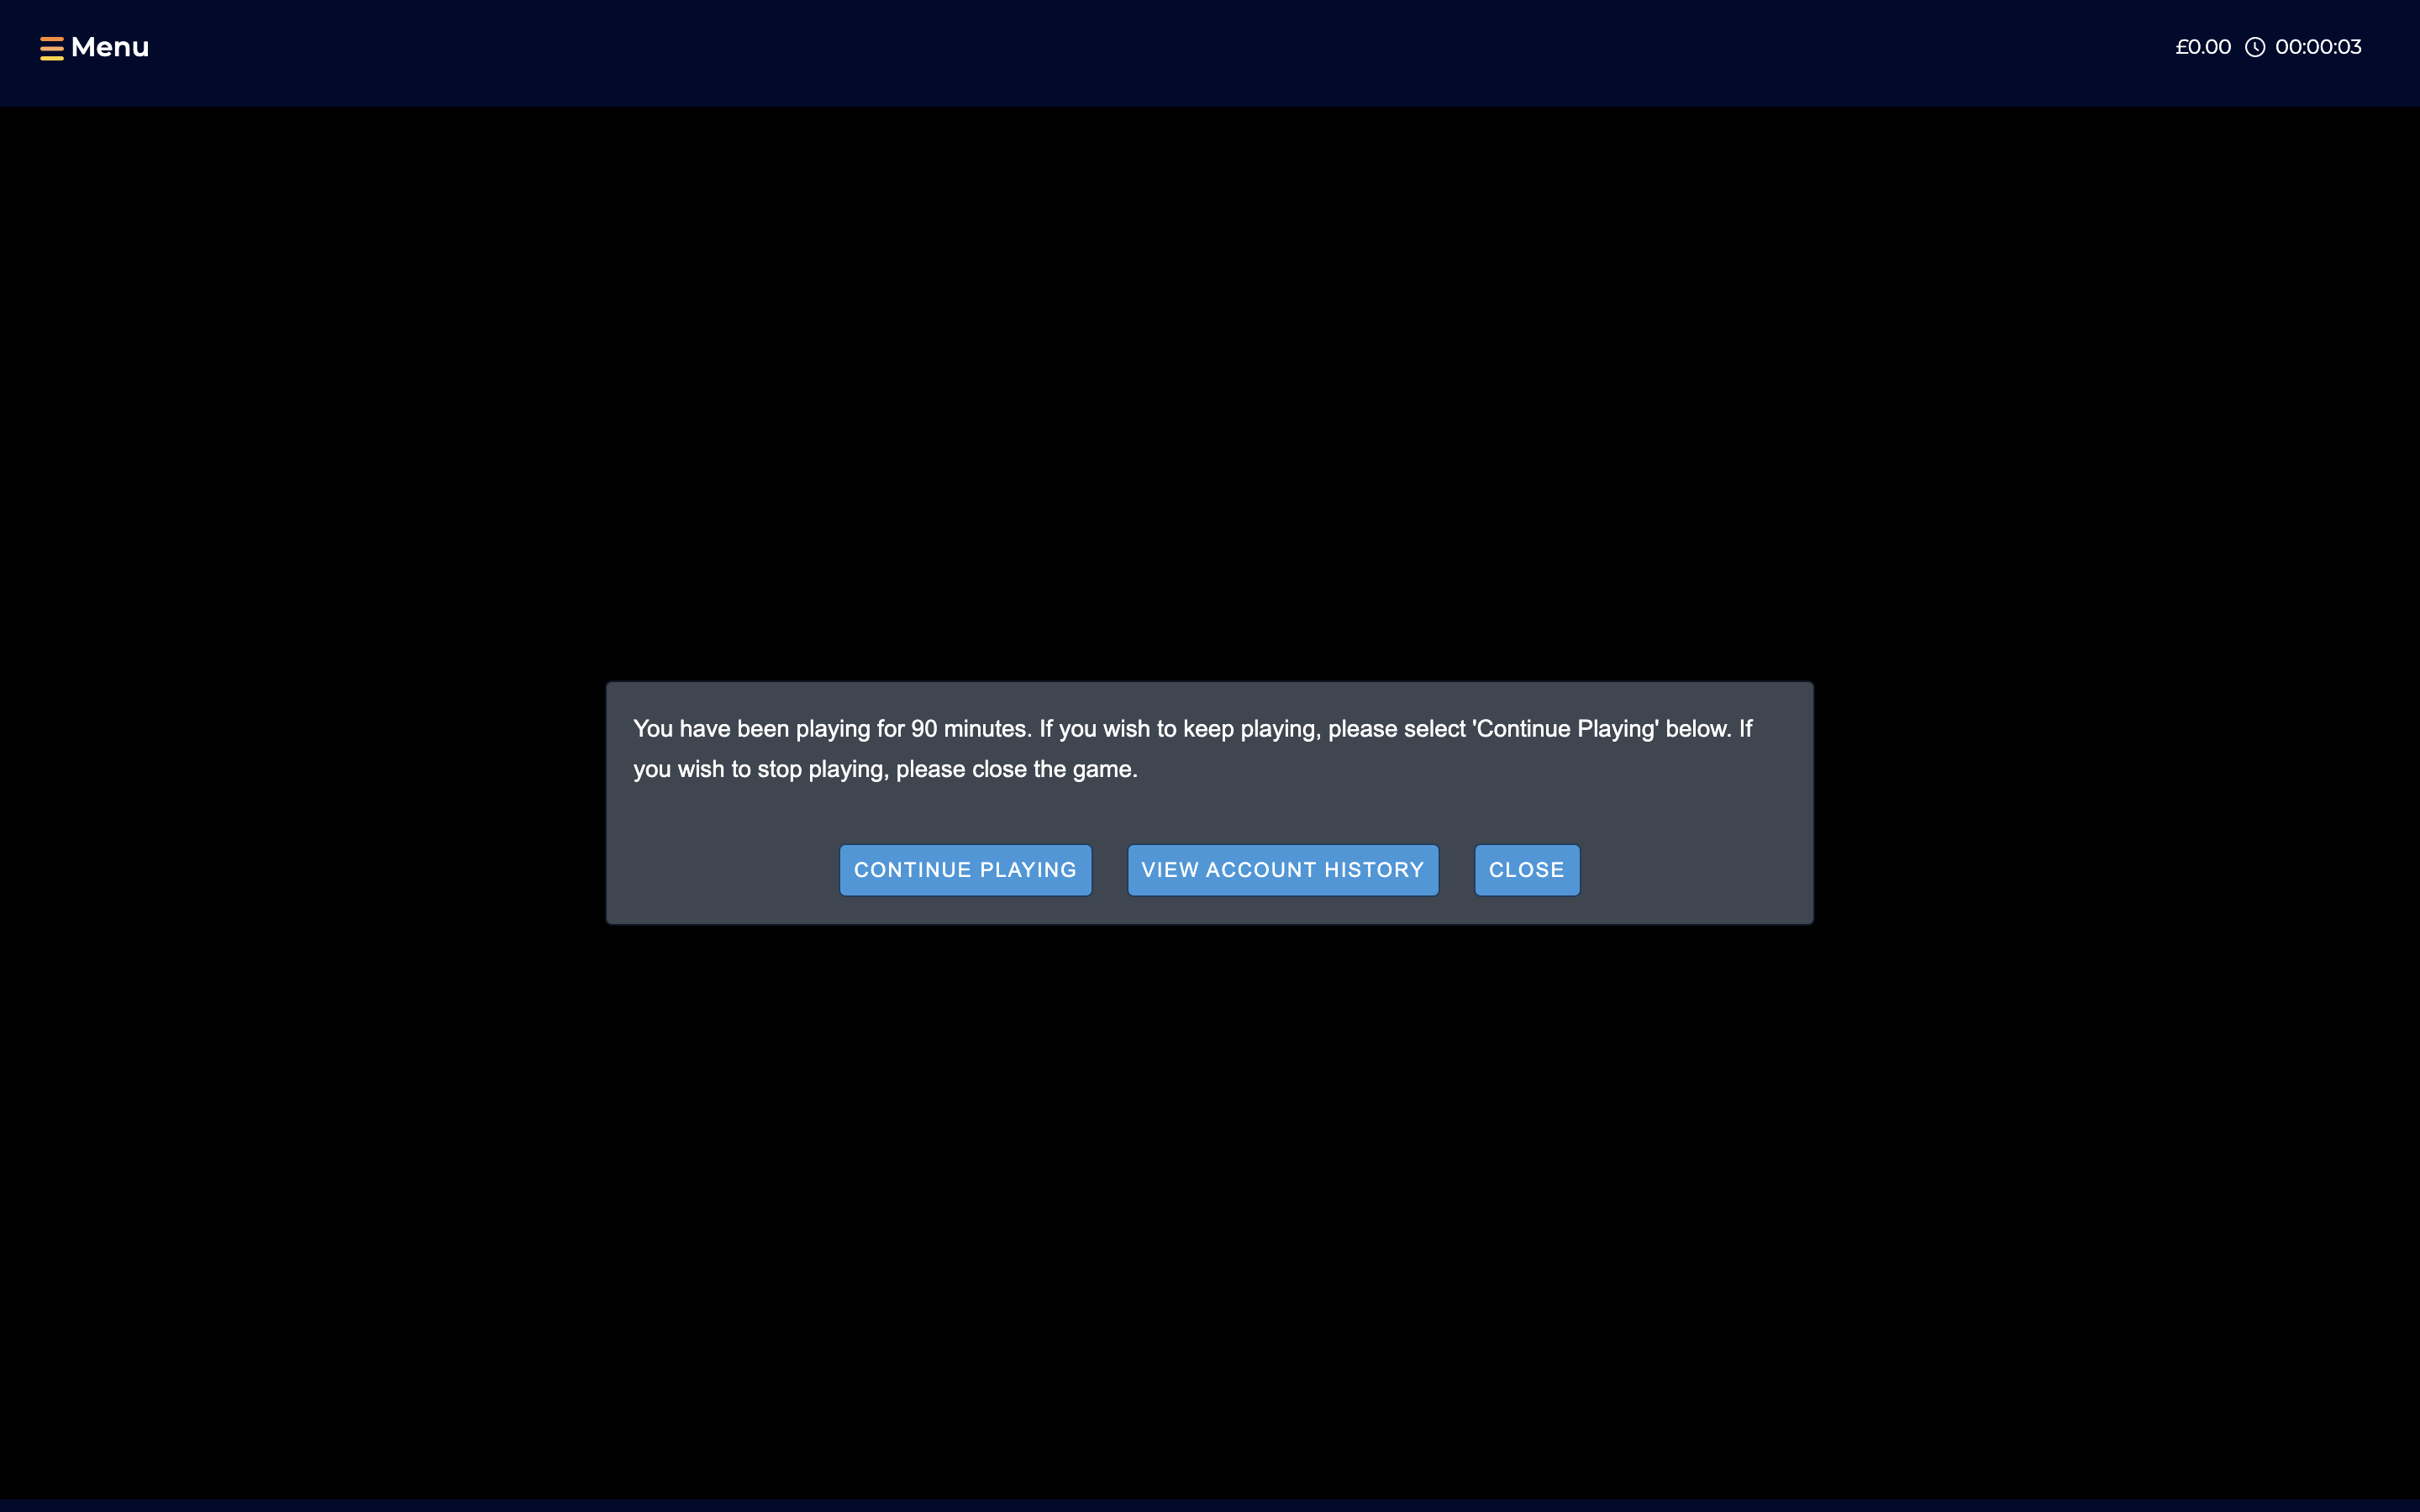 Menu
£0.00 00:00:03
You have been playing for 90 minutes. If you wish to keep playing, please select 'Continue Playing' below. If
you wish to stop playing, please close the game.
CONTINUE PLAYING VIEW ACCOUNT HISTORY CLOSE